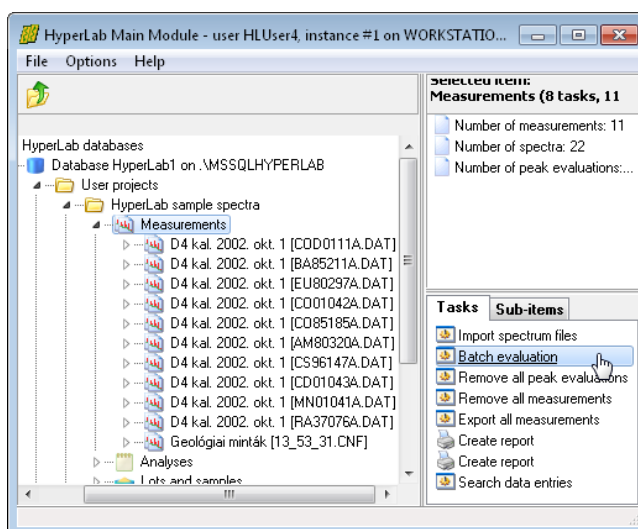 HyperLab Main Module - user HLUser4, instance #1 on WORKSTATIO...
File Options Help
HyperLab databases
Database HyperLab1 on .\MSSQLHYPERLAB
User projects
HyperLab sample spectra
Measurements
D4 kal. 2002. okt. 1 [COD0111A.DAT]
D4 kal. 2002. okt. 1 [BA85211A.DAT]
D4 kal. 2002. okt. 1 [EU80297A.DAT]
D4 kal. 2002. okt. 1 [CO01042A.DAT]
D4 kal. 2002. okt. 1 [CO85185A.DAT]
D4 kal. 2002. okt. 1 [AM80320A.DAT]
D4 kal. 2002. okt. 1 [CS96147A.DAT]
D4 kal. 2002. okt. 1 [CD01043A.DAT]
D4 kal. 2002. okt. 1 [MN01041A.DAT]
D4 kal. 2002. okt. 1 [RA37076A.DAT]
Geológiai minták [13_53_31.CNF]
Analyses
Lots and samples
Selected item:
Measurements (8 tasks, 11
Number of measurements: 11
Number of spectra: 22
Number of peak evaluations:...
Tasks Sub-items
Import spectrum files
Batch evaluation
Remove all peak evaluations
Remove all measurements
Export all measurements
Create report
Create report
Search data entries